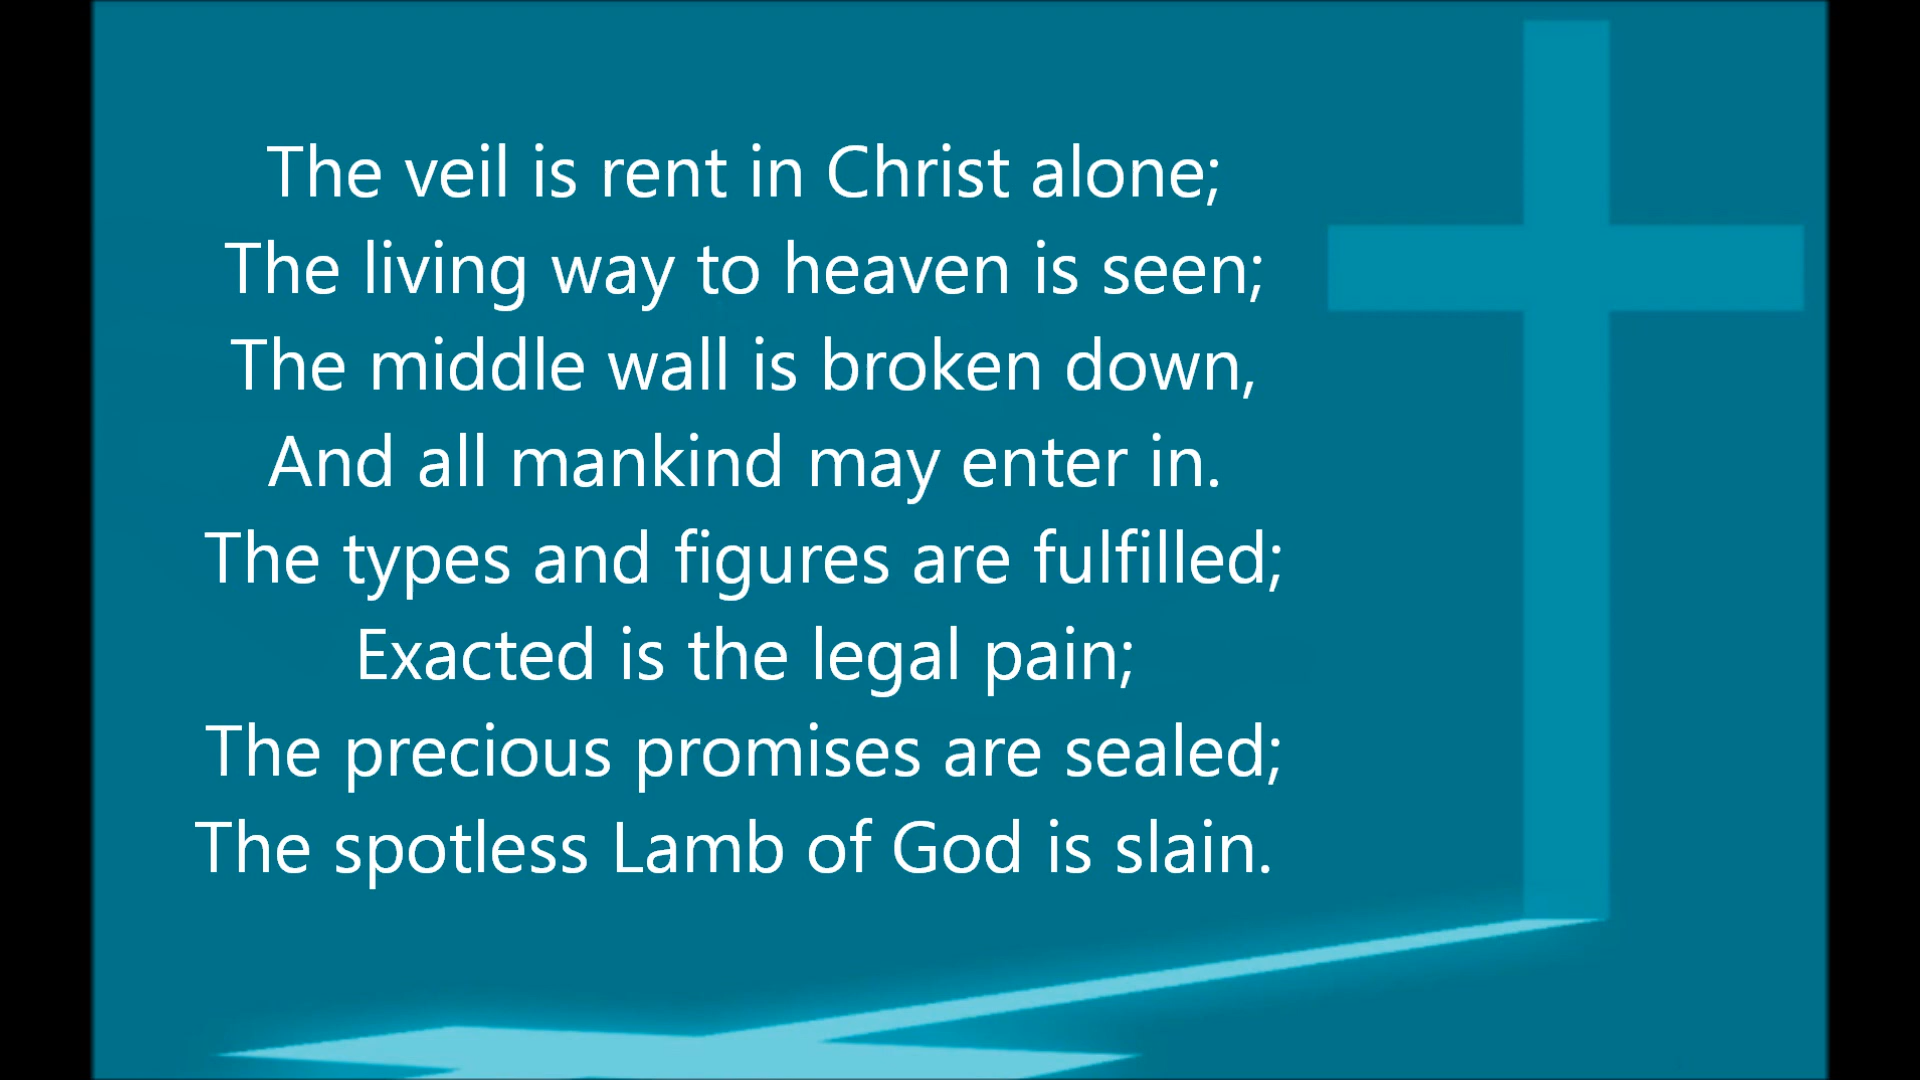 The veil is rent in Christ alone;
The living way to heaven is seen;
The middle wall is broken down,
And all mankind may enter in.
The types and figures are fulfilled;
Exacted is the legal pain;
The precious promises are sealed;
The spotless Lamb of God is slain.